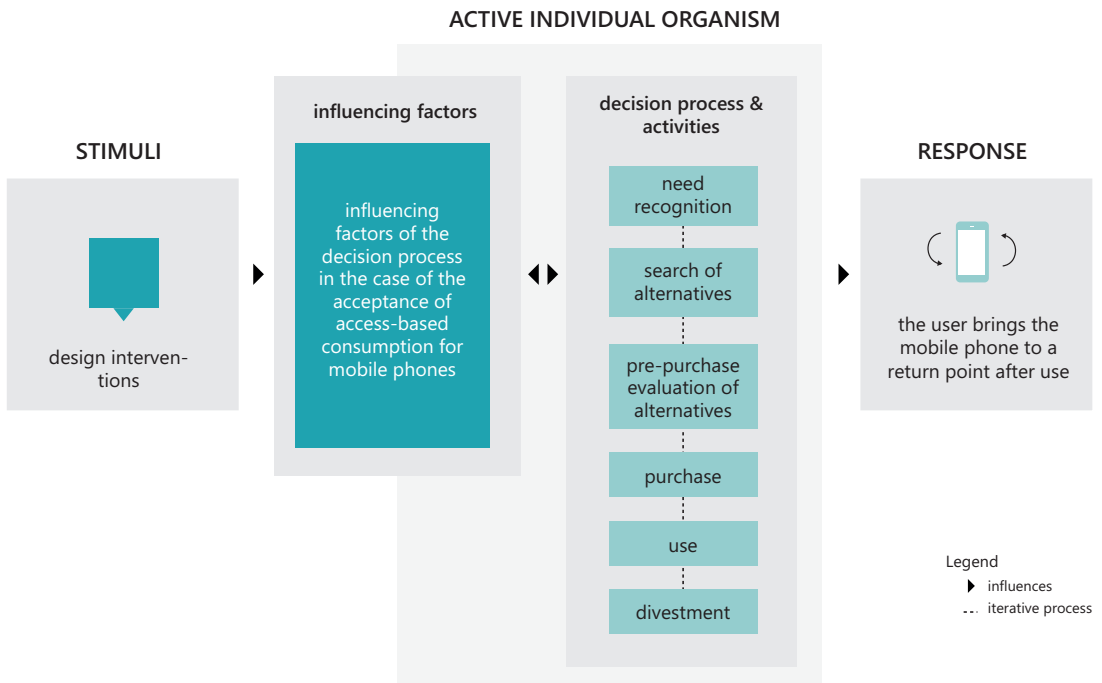 ACTIVE INDIVIDUAL ORGANISM
STIMULI
design interven-
tions
influencing factors
influencing
factors of the
decision process
in the case of the
acceptance of
access-based
consumption for
mobile phones
decision process &
activities
need
recognition
search of
alternatives
pre-purchase
evaluation of
alternatives
purchase
use
divestment
RESPONSE
the user brings the
mobile phone to a
return point after use
Legend
influences
iterative process